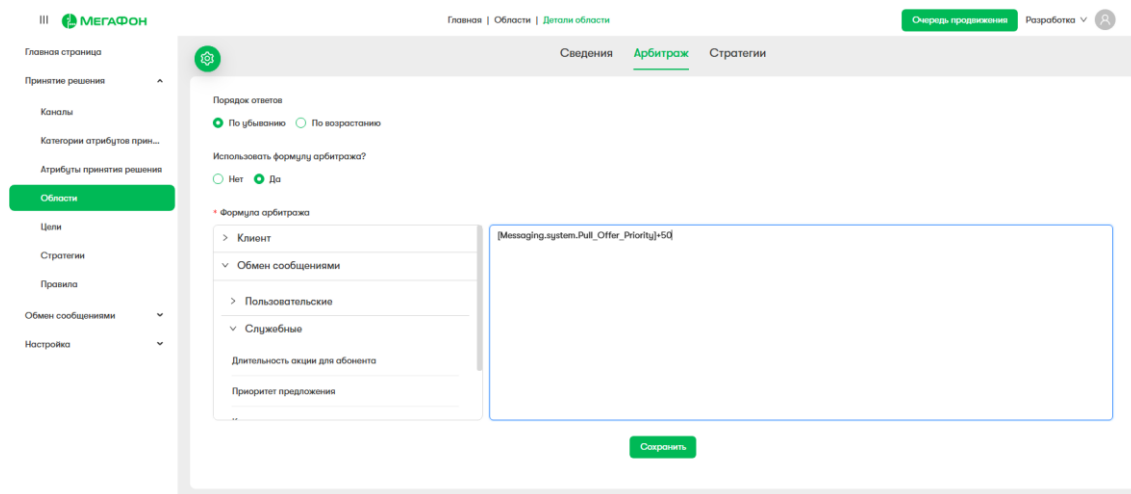 МЕГАФОН
Главная | Области | Детали области
Очередь продвижения
Разработка
Главная страница
Принятие решения
Каналы
Категории атрибутов прин...
Атрибуты принятия решения
Области
Цели
Стратегии
Правила
Обмен сообщениями
Настройка
Сведения
Арбитраж
Стратегии
Порядок ответов
По убыванию
По возрастанию
Использовать формулу арбитража?
Нет
Да
* Формула арбитража
Клиент
Обмен сообщениями
Пользовательские
Служебные
Длительность акции для абонента
Приоритет предложения
[Messaging.system.Pull_Offer_Priority]+50
Сохранить